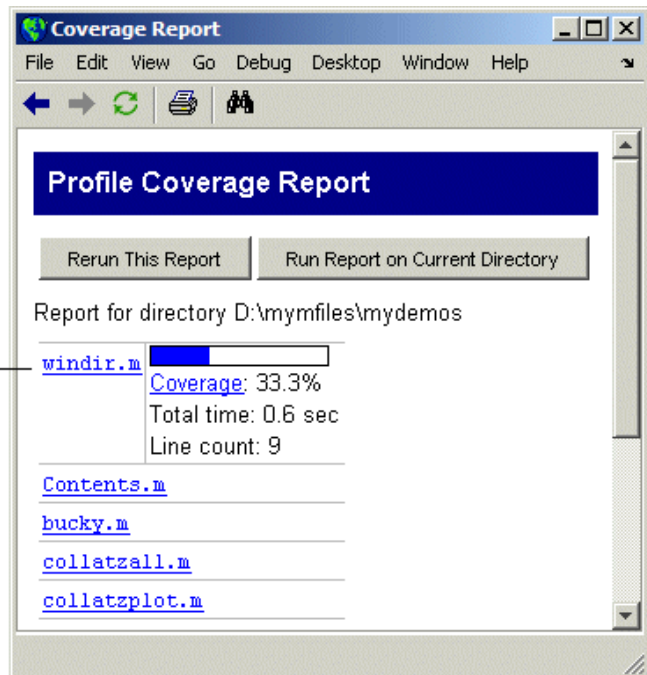 Coverage Report
File Edit View Go Debug Desktop Window Help
Profile Coverage Report
Rerun This Report Run Report on Current Directory
Report for directory D:\mymfiles\mydemos
windir.m
Coverage: 33.3%
Total time: 0.6 sec
Line count: 9
Contents.m
bucky.m
collatzall.m
collatzplot.m